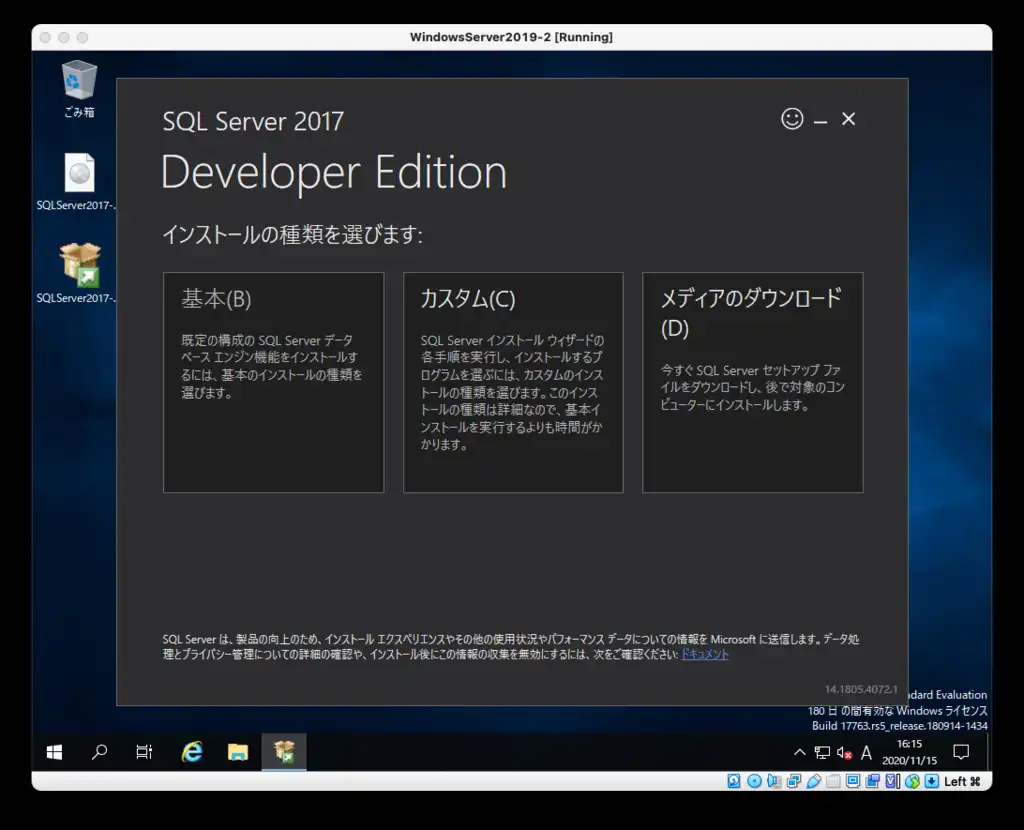 WindowsServer2019-2 [Running]
ごみ箱
SQLServer2017-.
SQLServer2017-.
SQL Server 2017
Developer Edition
インストールの種類を選びます:
基本(B)
既定の構成の SQL Server データ
ベース エンジン機能をインストールす
るには、基本のインストールの種類を
選びます。
カスタム(C)
SQL Server インストール ウィザードの
各手順を実行し、インストールするプ
ログラムを選ぶには、カスタムのインス
トールの種類を選びます。このインス
トールの種類は詳細なので、基本イ
ンストールを実行するよりも時間がか
かります。
メディアのダウンロード
(D)
今すぐ SQL Server セットアップ ファ
イルをダウンロードし、後で対象のコン
ピューターにインストールします。
SQL Server は、製品の向上のため、インストール エクスペリエンスやその他の使用状況やパフォーマンス データについての情報を Microsoft に送信します。データ処
理とプライバシー管理についての詳細の確認や、インストール後にこの情報の収集を無効にするには、次をご確認ください: ドキュメント
14.1805.4072.1
dard Evaluation
180 日 の間有効な Windows ライセンス
Build 17763.rs5_release.180914-1434
A
16:15
2020/11/15
Left ⌘